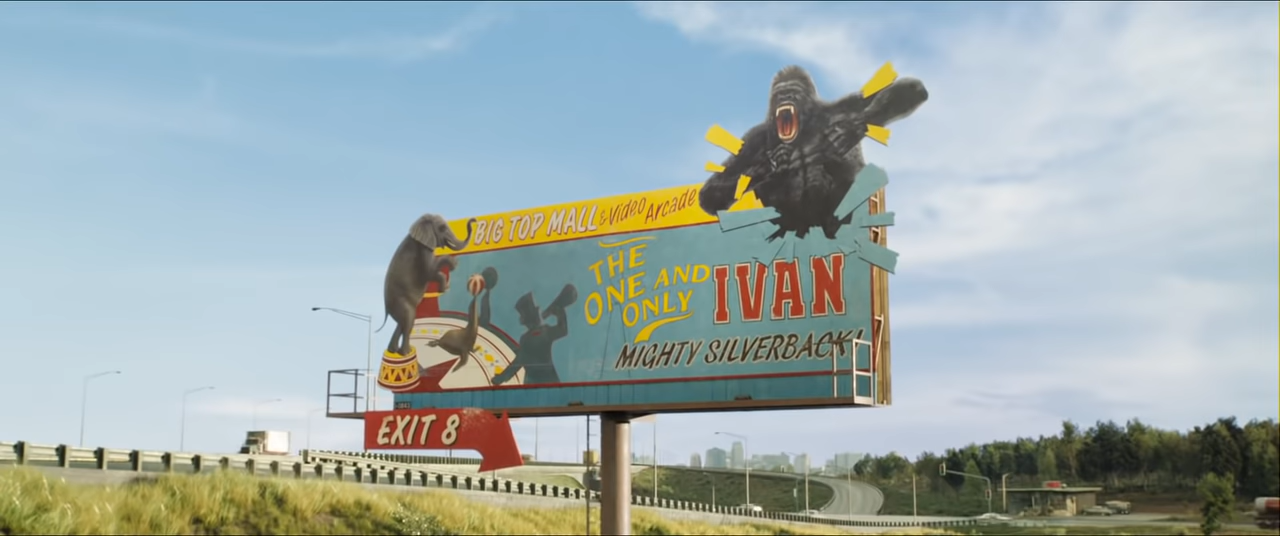 BIG TOP MALL & Video Arcade
THE
ONE AND
ONLY
IVAN
MIGHTY SILVERBACK!
EXIT 8